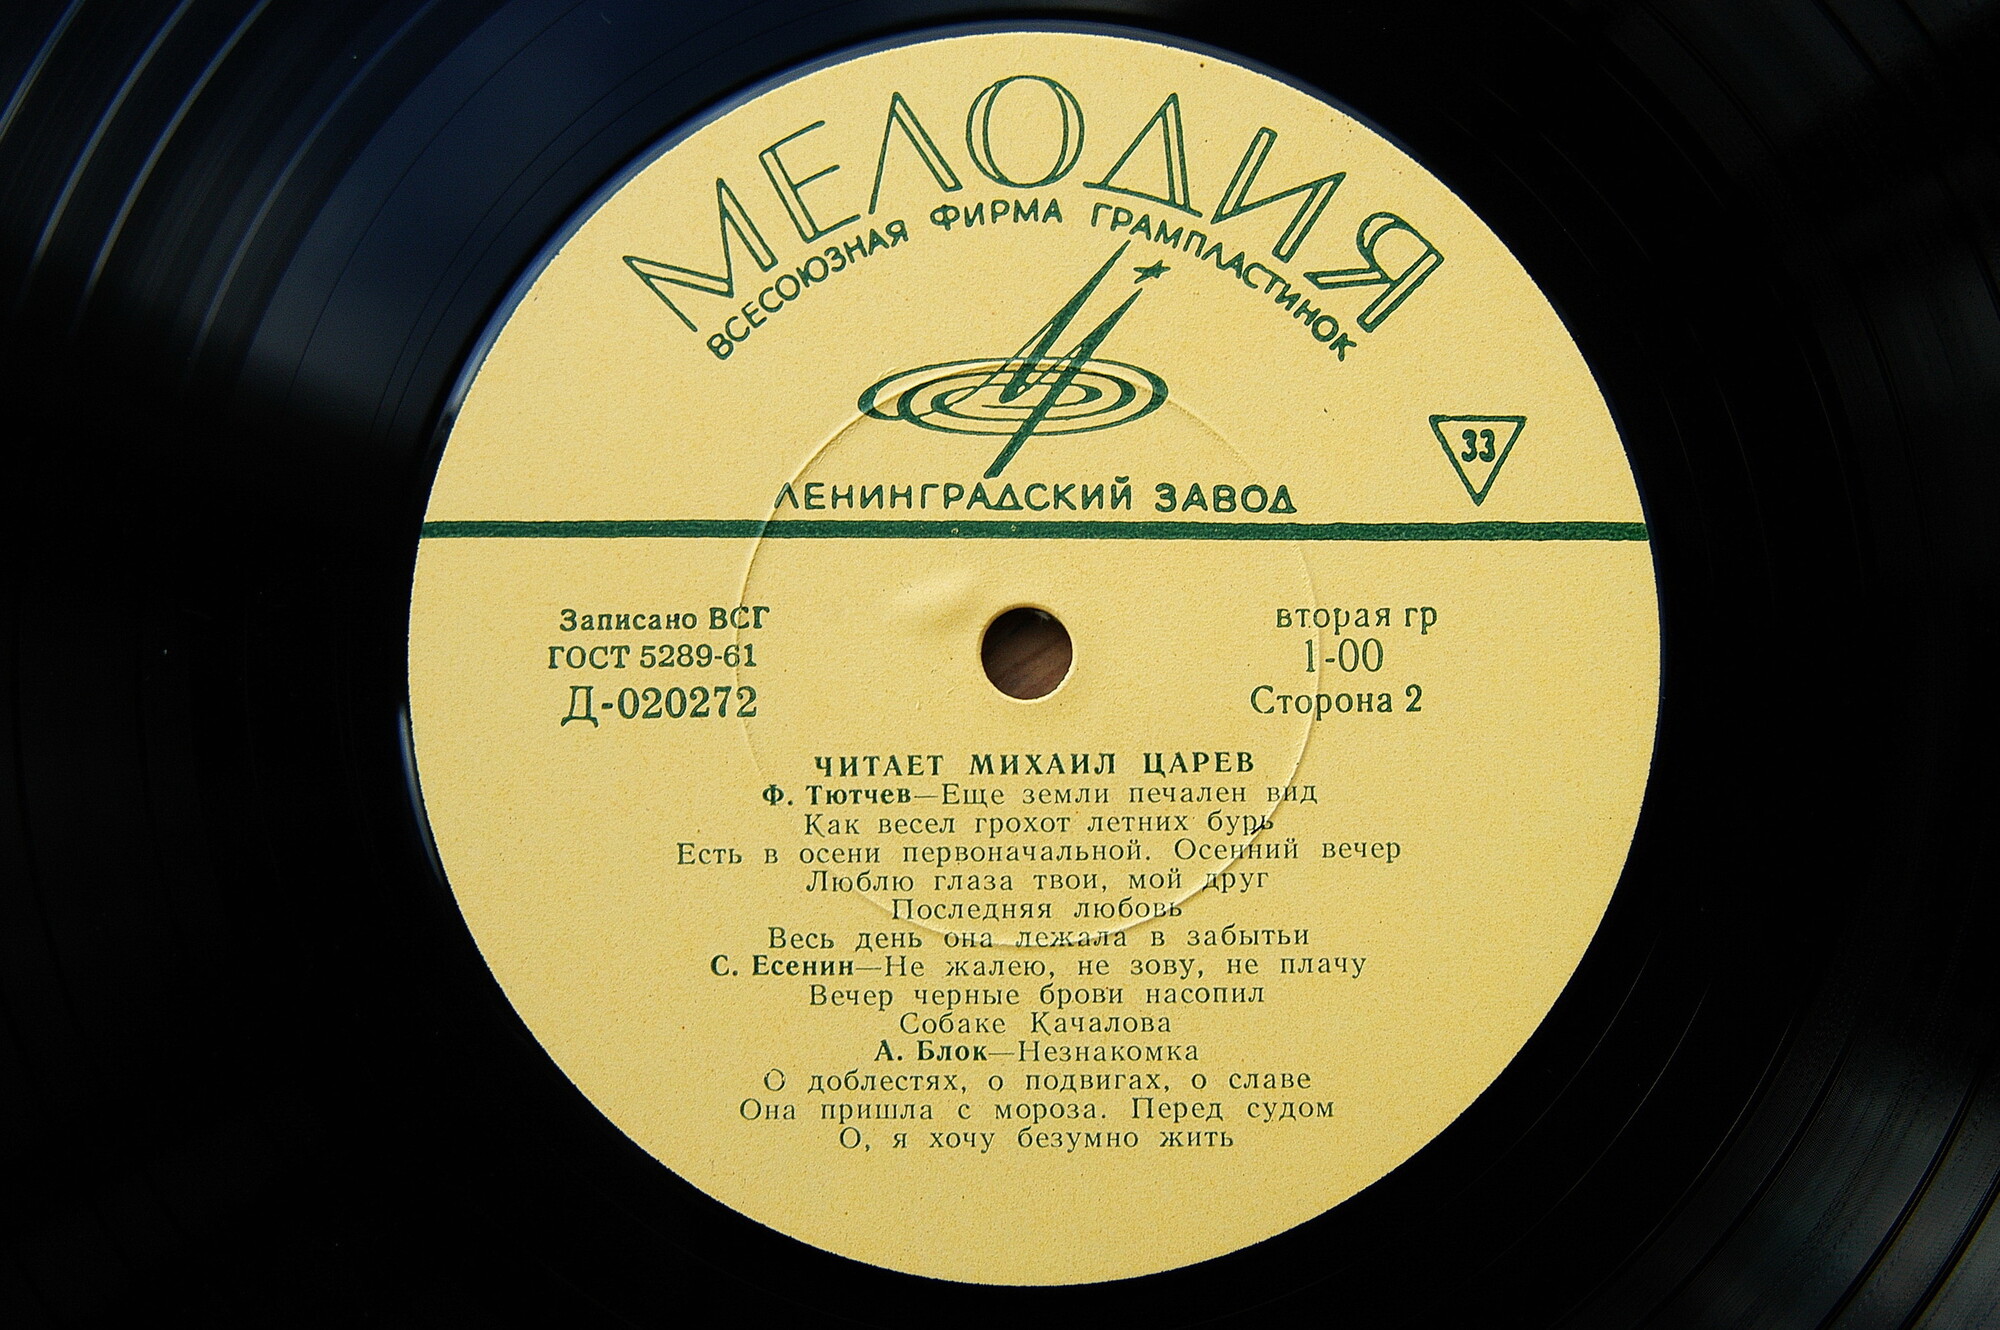 МЕЛОДИЯ
ВСЕСОЮЗНАЯ ФИРМА ГРАМПЛАСТИНОК
33
ЛЕНИНГРАДСКИЙ ЗАВОД
Записано ВСГ
ГОСТ 5289-61
Д-020272
вторая гр
1-00
Сторона 2
ЧИТАЕТ МИХАИЛ ЦАРЕВ
Ф. Тютчев—Еще земли печален вид
Как весел грохот летних бурь
Есть в осени первоначальной. Осенний вечер
Люблю глаза твои, мой друг
Последняя любовь
Весь день она лежала в забытьи
С. Есенин—Не жалею, не зову, не плачу
Вечер черные брови насопил
Собаке Качалова
А. Блок—Незнакомка
О доблестях, о подвигах, о славе
Она пришла с мороза. Перед судом
О, я хочу безумно жить